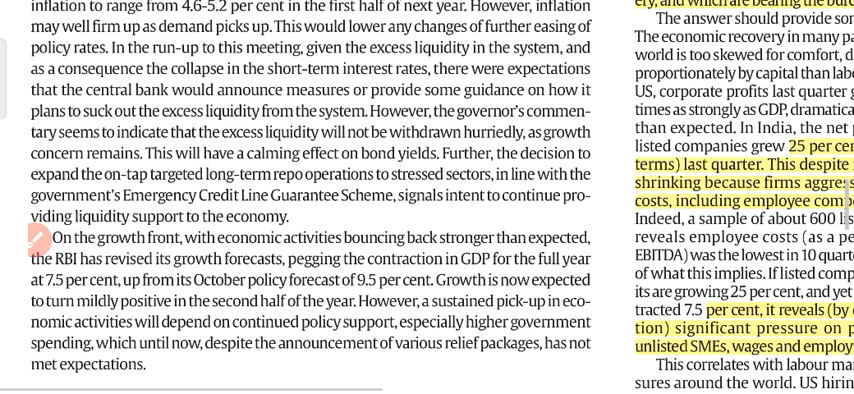 inflation to range from 4.6-5.2 per cent in the first half of next year. However, inflation
may well firm up as demand picks up. This would lower any changes of further easing of
policy rates. In the run-up to this meeting, given the excess liquidity in the system, and
as a consequence the collapse in the short-term interest rates, there were expectations
that the central bank would announce measures or provide some guidance on how it
plans to suck out the excess liquidity from the system. However, the governor's commen-
tary seems to indicate that the excess liquidity will not be withdrawn hurriedly, as growth
concern remains. This will have a calming effect on bond yields. Further, the decision to
expand the on-tap targeted long-term repo operations to stressed sectors, in line with the
government's Emergency Credit Line Guarantee Scheme, signals intent to continue pro-
viding liquidity support to the economy.
On the growth front, with economic activities bouncing back stronger than expected,
the RBI has revised its growth forecasts, pegging the contraction in GDP for the full year
at 7.5 per cent, up from its October policy forecast of 9.5 per cent. Growth is now expected
to turn mildly positive in the second half of the year. However, a sustained pick-up in eco-
nomic activities will depend on continued policy support, especially higher government
spending, which until now, despite the announcement of various relief packages, has not
met expectations.
ery, and which are bearing the
The answer should provide
The economic recovery in many
world is too skewed for comfort,
proportionately by capital than
US, corporate profits last quarter
times as strongly as GDP,
than expected. In India, the net
listed companies grew 25 per
terms) last quarter. This despite
shrinking because firms
costs, including employee
Indeed, a sample of about 600
reveals employee costs (as a
EBITDA) was the lowest in 10
of what this implies. If listed
its are growing 25 per cent, and yet
tracted 7.5 per cent, it reveals (by
tion) significant pressure on
unlisted SMEs, wages and
This correlates with labour
sures around the world. US